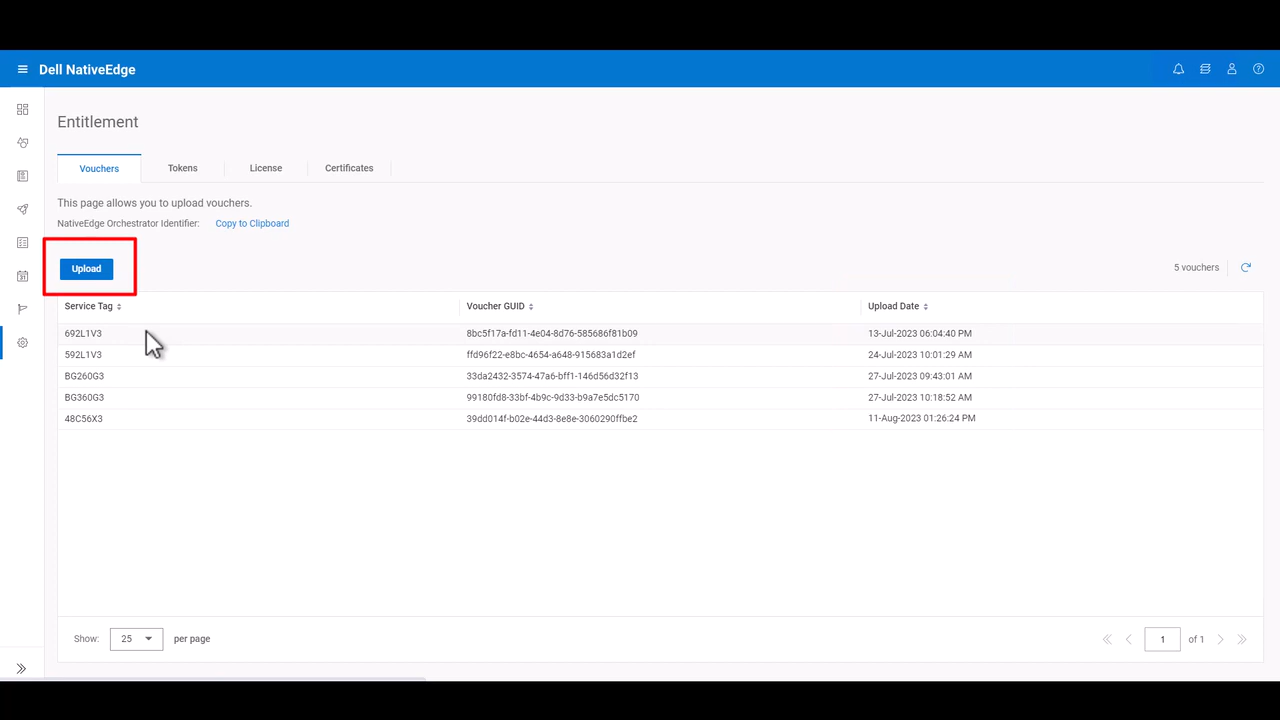 Dell NativeEdge
Entitlement
Vouchers Tokens License Certificates
This page allows you to upload vouchers.
NativeEdge Orchestrator Identifier: Copy to Clipboard
Upload 5 vouchers
Service Tag Voucher GUID Upload Date
692L1V3 8bc5f17a-fd11-4e04-8d76-585686f81b09 13-Jul-2023 06:04:40 PM
592L1V3 ffd96f22-e8bc-4654-a648-915683a1d2ef 24-Jul-2023 10:01:29 AM
BG260G3 33da2432-3574-47a6-bff1-146d56d32f13 27-Jul-2023 09:43:01 AM
BG360G3 99180fd8-33bf-4b9c-9d33-b9a7e5dc5170 27-Jul-2023 10:18:52 AM
48C56X3 39dd014f-b02e-44d3-8e8e-3060290ffbe2 11-Aug-2023 01:26:24 PM
Show: 25 per page 1 of 1